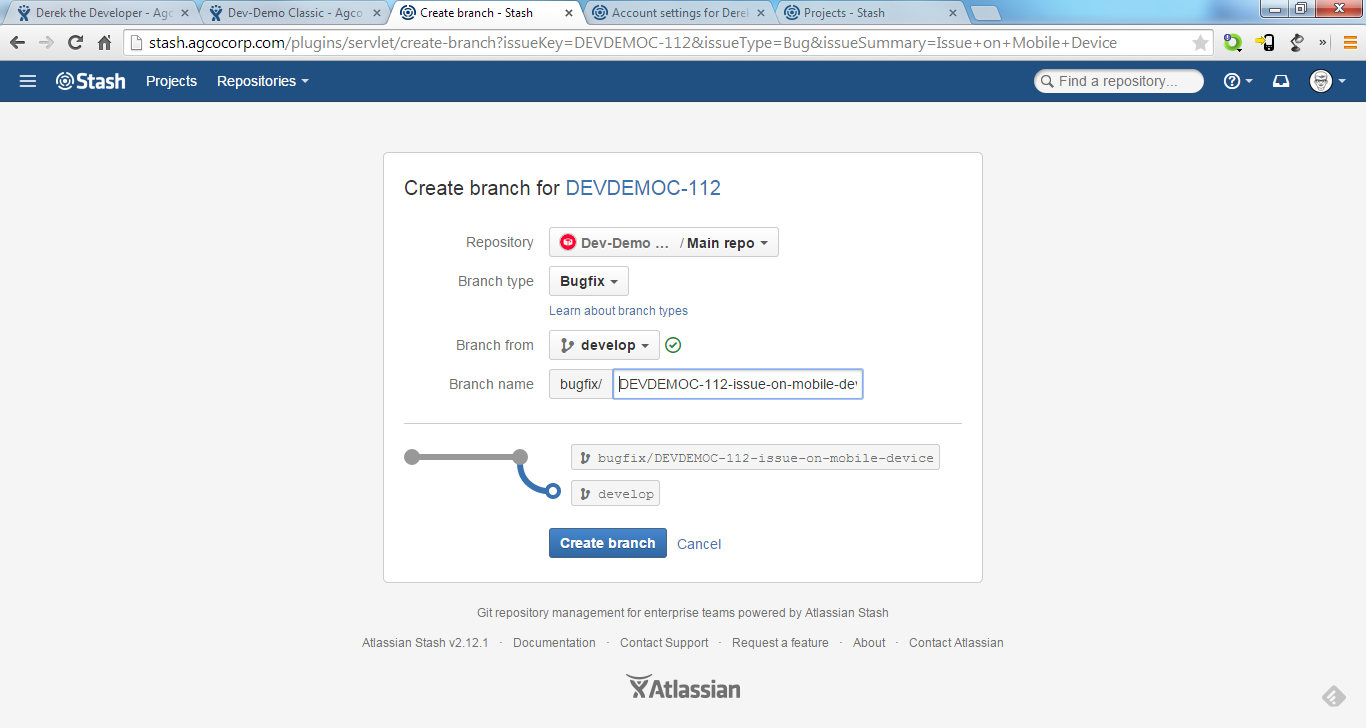 Derek the Developer - Agc
Dev-Demo Classic - Agco
Create branch - Stash
Account settings for Derel
Projects - Stash
stash.agcocorp.com/plugins/servlet/create-branch?issueKey=DEVDEMOC-112&issueType=Bug&issueSummary=Issue+on+Mobile+Device
Stash Projects Repositories Find a repository...
Create branch for DEVDEMOC-112
Repository Dev-Demo ... / Main repo
Branch type Bugfix
Learn about branch types
Branch from develop
Branch name bugfix/ DEVDEMOC-112-issue-on-mobile-dev
bugfix/DEVDEMOC-112-issue-on-mobile-device
develop
Create branch Cancel
Git repository management for enterprise teams powered by Atlassian Stash
Atlassian Stash v2.12.1 · Documentation · Contact Support · Request a feature · About · Contact Atlassian
Atlassian